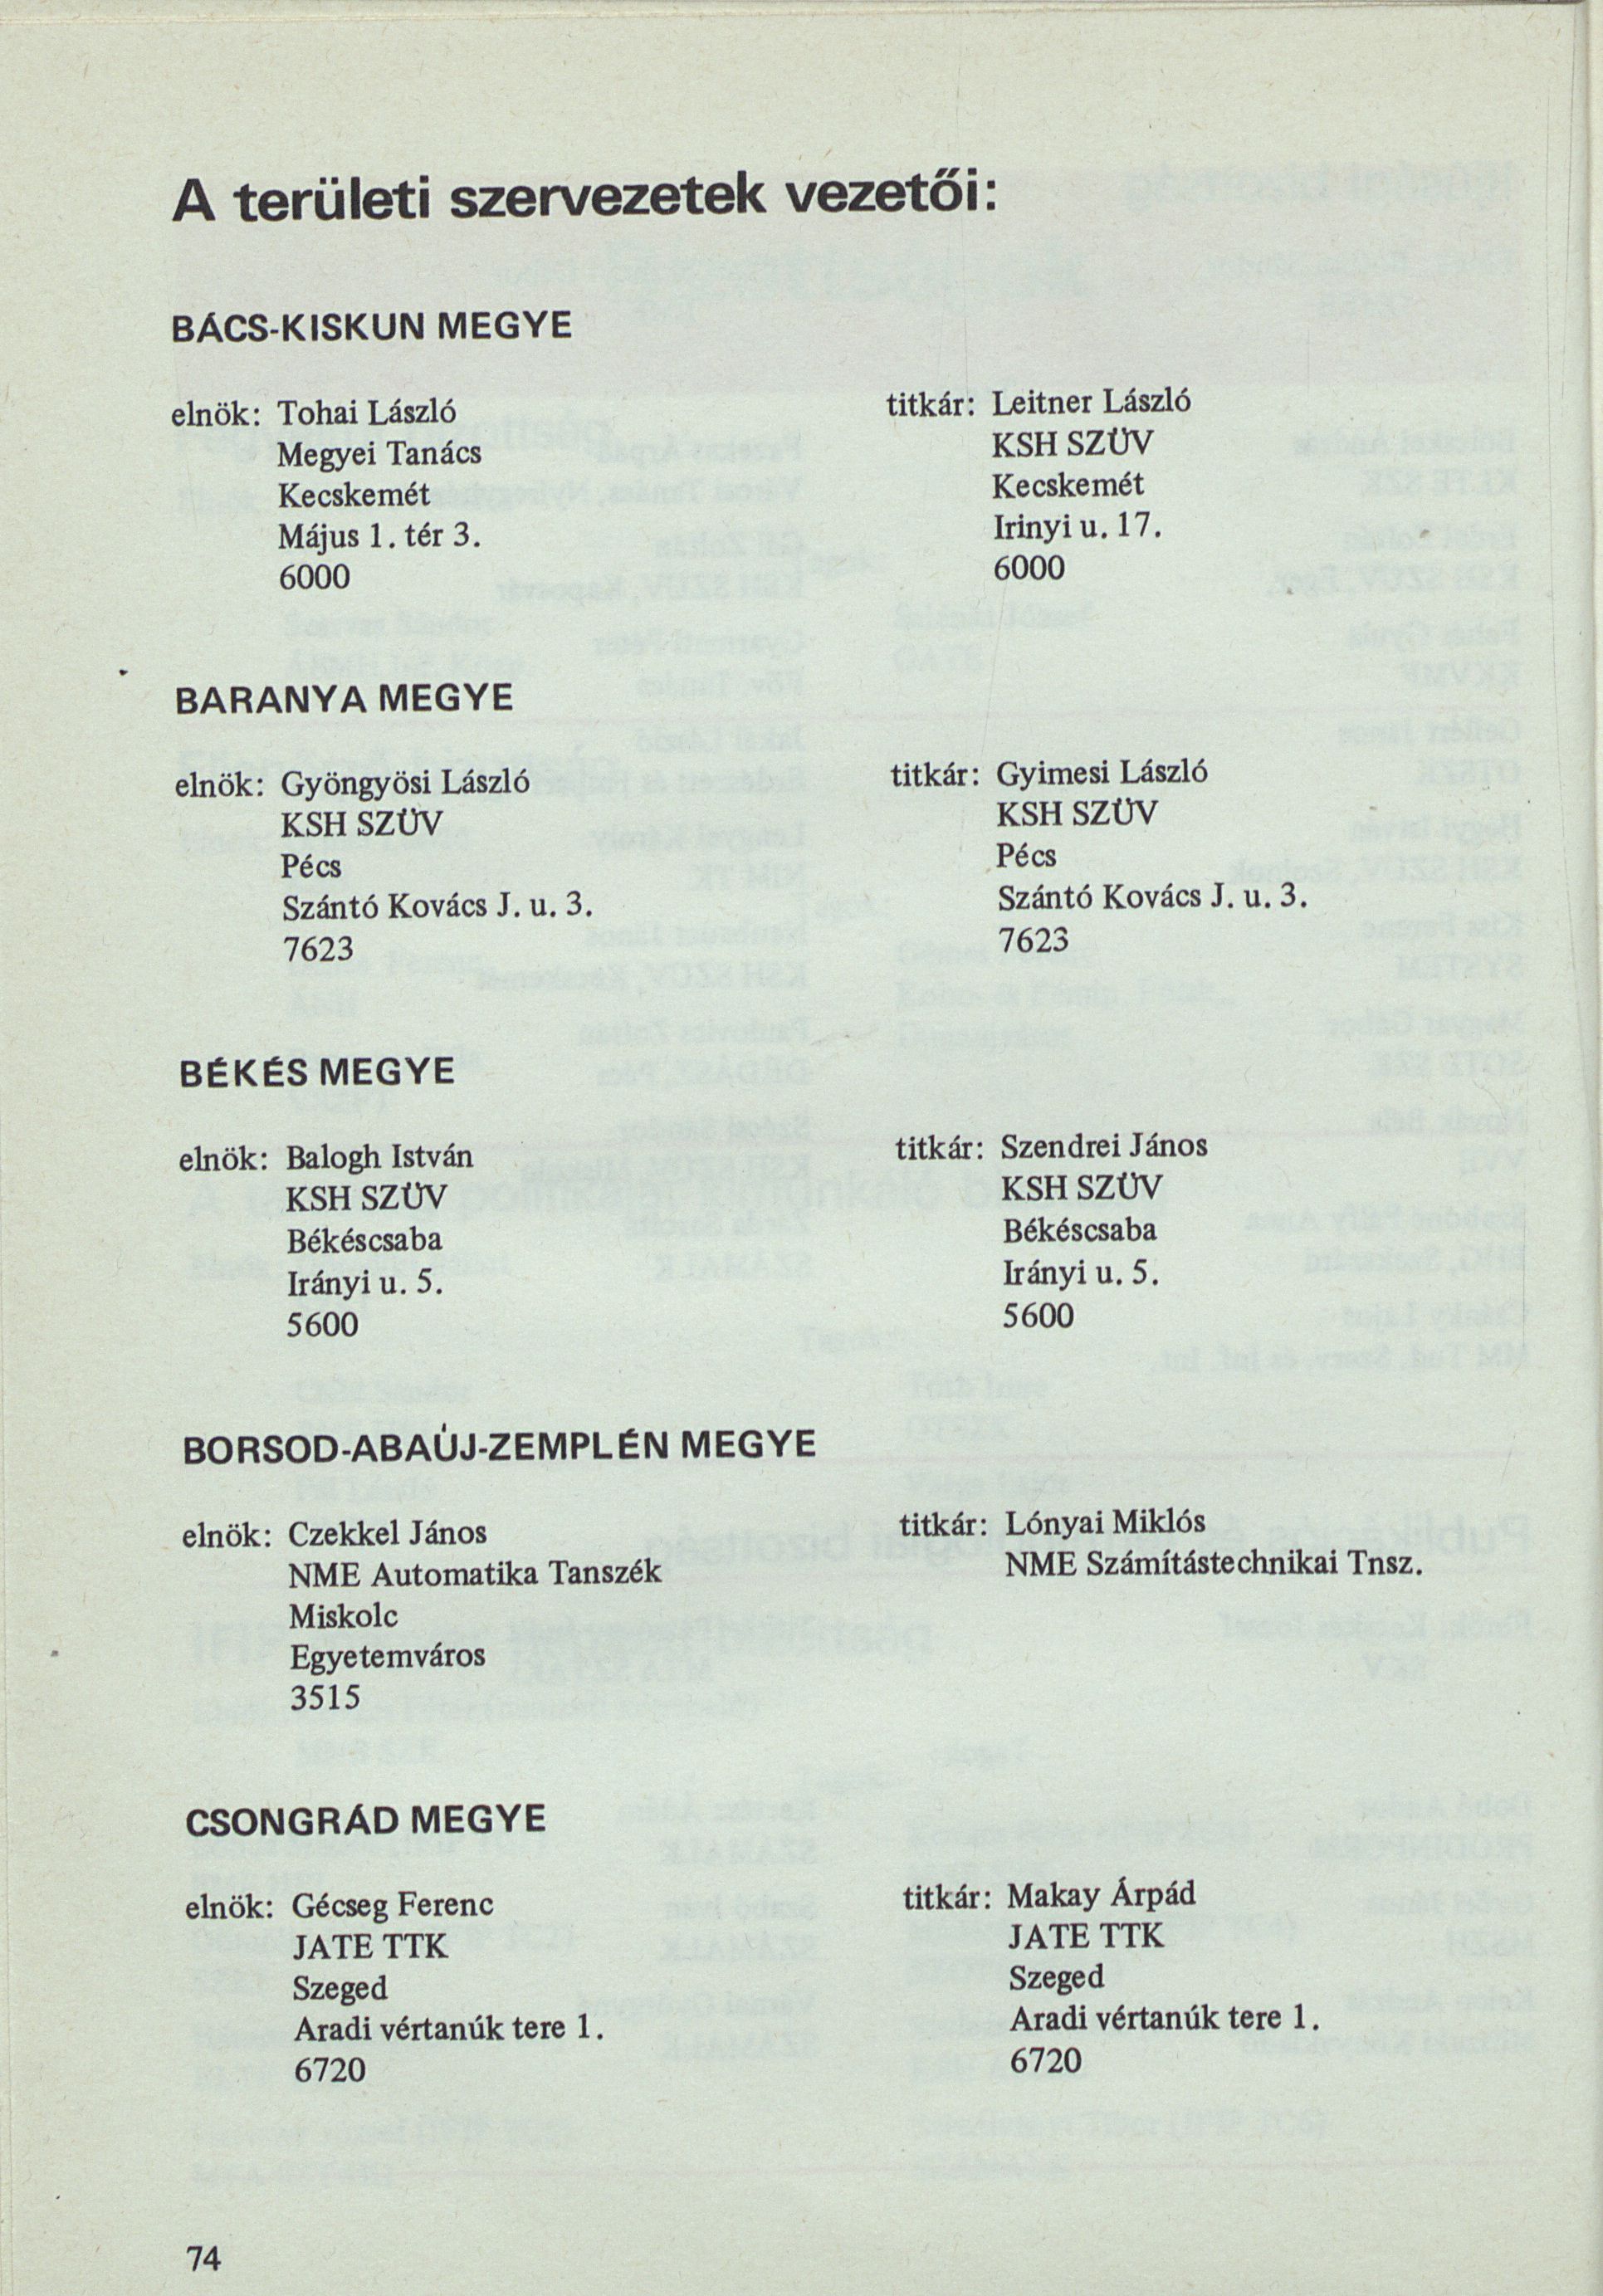 A területi szervezetek vezetői:
BÁCS-KISKUN MEGYE
elnök: Tohai László
Megyei Tanács
Kecskemét
Május 1. tér 3.
6000
titkár: Leitner László
KSH SZÜV
Kecskemét
Irinyi u. 17.
6000
BARANYA MEGYE
elnök: Gyöngyösi László
KSH SZÜV
Pécs
Szántó Kovács J. u. 3.
7623
titkár: Gyimesi László
KSH SZÜV
Pécs
Szántó Kovács J. u. 3.
7623
BÉKÉS MEGYE
elnök: Balogh István
KSH SZÜV
Békéscsaba
Irányi u. 5.
5600
titkár: Szendrei János
KSH SZÜV
Békéscsaba
Irányi u. 5.
5600
BORSOD-ABAÚJ-ZEMPLÉN MEGYE
elnök: Czekkel János
NME Automatika Tanszék
Miskolc
Egyetemváros
3515
titkár: Lónyai Miklós
NME Számítástechnikai Tnsz.
CSONGRÁD MEGYE
elnök: Gécseg Ferenc
JATE TTK
Szeged
Aradi vértanúk tere 1.
6720
titkár: Makay Árpád
JATE TTK
Szeged
Aradi vértanúk tere 1.
6720
74